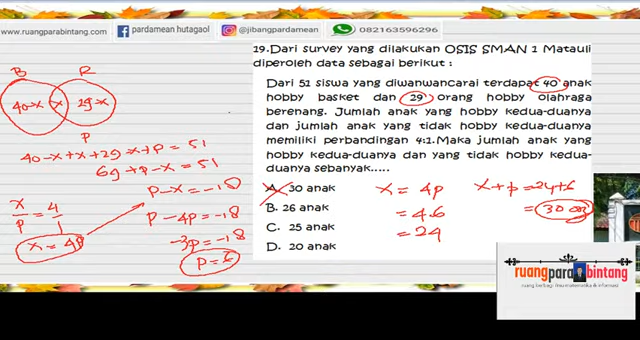 www.ruangparabintang.com
pardamean hutagaol
@jibangpardamean
082163596296
19.Dari survey yang dilakukan OSIS SMAN 1 Matauli
diperoleh data sebagai berikut :
Dari 51 siswa yang diwanwancarai terdapat 40 anak
hobby basket dan 29 orang hobby olahraga
berenang. Jumlah anak yang hobby kedua-duanya
dan jumlah anak yang tidak hobby kedua-duanya
memiliki perbandingan 4:1.Maka jumlah anak yang
hobby kedua-duanya dan yang tidak hobby kedua-
duanya sebanyak.....
A. 30 anak
B. 26 anak
C. 25 anak
D. 20 anak
B R
40-x x 29-x
p
40-x+x+29-x+p=51
69+p-x=51
p-x=-18
x/p=4/1
x=4p
p-4p=-18
-3p=-18
p=6
x=4p
=4.6
=24
x+p=24+6
=30
ruangparabintang